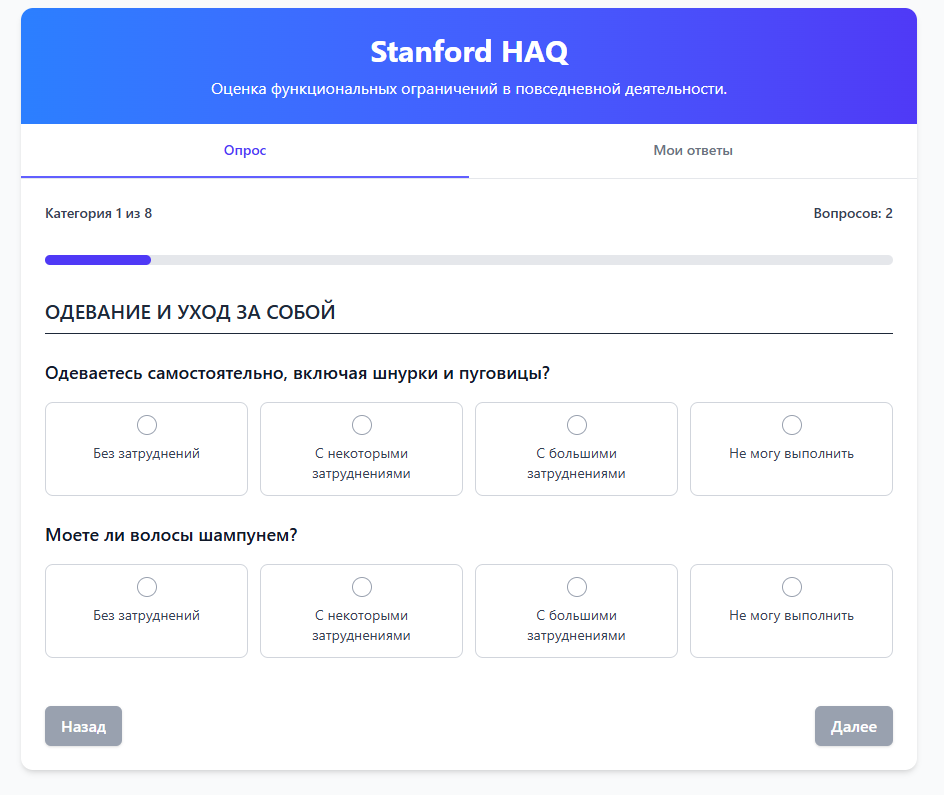 Stanford HAQ
Оценка функциональных ограничений в повседневной деятельности.
Опрос
Мои ответы
Категория 1 из 8
Вопросов: 2
ОДЕВАНИЕ И УХОД ЗА СОБОЙ
Одеваетесь самостоятельно, включая шнурки и пуговицы?
Без затруднений
С некоторыми
затруднениями
С большими
затруднениями
Не могу выполнить
Моете ли волосы шампунем?
Без затруднений
С некоторыми
затруднениями
С большими
затруднениями
Не могу выполнить
Назад
Далее